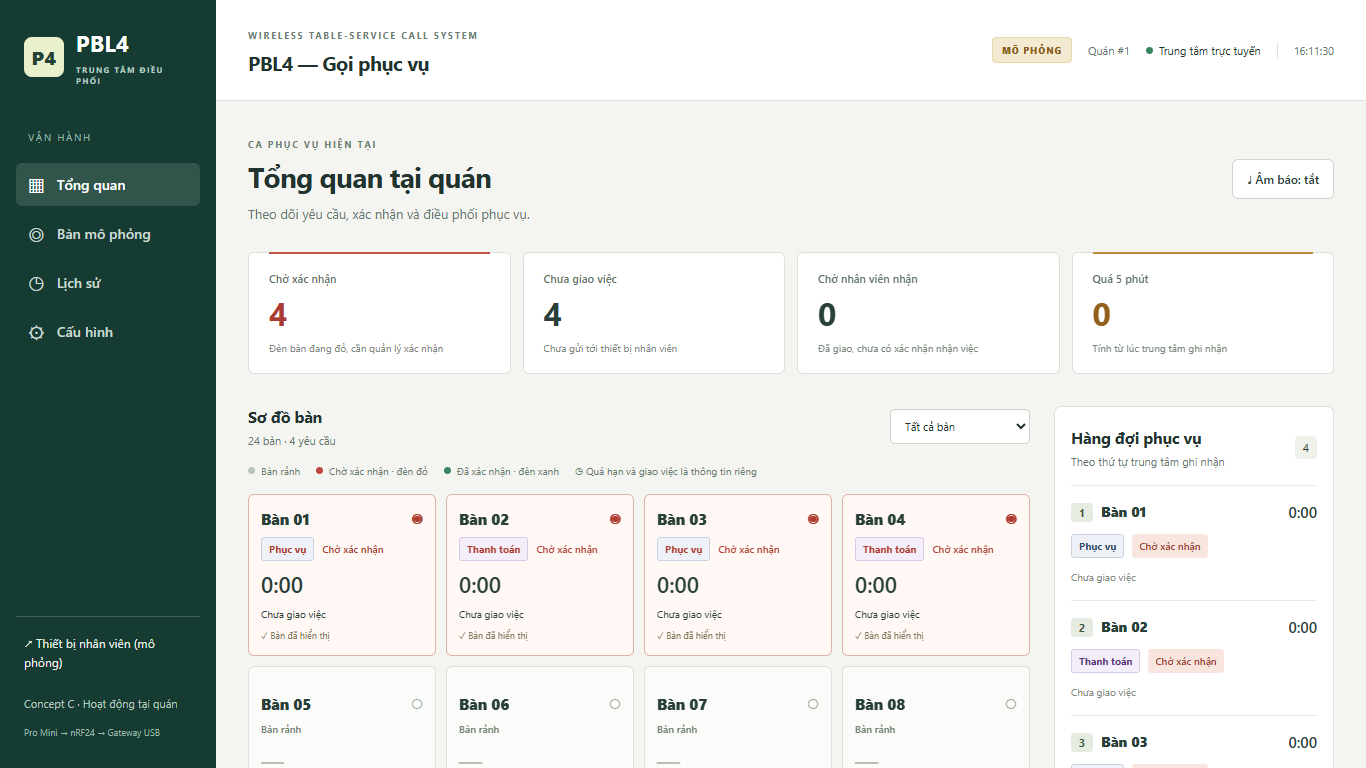 P4
PBL4
TRUNG TÂM ĐIỀU
PHỐI
VẬN HÀNH
Tổng quan
Bàn mô phỏng
Lịch sử
Cấu hình
↗ Thiết bị nhân viên (mô
phỏng)
Concept C · Hoạt động tại quán
Pro Mini → nRF24 → Gateway USB
WIRELESS TABLE-SERVICE CALL SYSTEM
PBL4 — Gọi phục vụ
MÔ PHỎNG
Quán #1
Trung tâm trực tuyến
16:11:30
CA PHỤC VỤ HIỆN TẠI
Tổng quan tại quán
Theo dõi yêu cầu, xác nhận và điều phối phục vụ.
♩ Âm báo: tắt
Chờ xác nhận
4
Đèn bàn đang đỏ, cần quản lý xác nhận
Chưa giao việc
4
Chưa gửi tới thiết bị nhân viên
Chờ nhân viên nhận
0
Đã giao, chưa có xác nhận nhận việc
Quá 5 phút
0
Tính từ lúc trung tâm ghi nhận
Sơ đồ bàn
24 bàn · 4 yêu cầu
Tất cả bàn
Bàn rảnh
Chờ xác nhận · đèn đỏ
Đã xác nhận · đèn xanh
◷ Quá hạn và giao việc là thông tin riêng
Bàn 01
Phục vụ Chờ xác nhận
0:00
Chưa giao việc
✓ Bàn đã hiển thị
Bàn 02
Thanh toán Chờ xác nhận
0:00
Chưa giao việc
✓ Bàn đã hiển thị
Bàn 03
Phục vụ Chờ xác nhận
0:00
Chưa giao việc
✓ Bàn đã hiển thị
Bàn 04
Thanh toán Chờ xác nhận
0:00
Chưa giao việc
✓ Bàn đã hiển thị
Bàn 05
Bàn rảnh
—
Bàn 06
Bàn rảnh
—
Bàn 07
Bàn rảnh
—
Bàn 08
Bàn rảnh
—
Hàng đợi phục vụ
4
Theo thứ tự trung tâm ghi nhận
1 Bàn 01 0:00
Phục vụ Chờ xác nhận
Chưa giao việc
2 Bàn 02 0:00
Thanh toán Chờ xác nhận
Chưa giao việc
3 Bàn 03 0:00